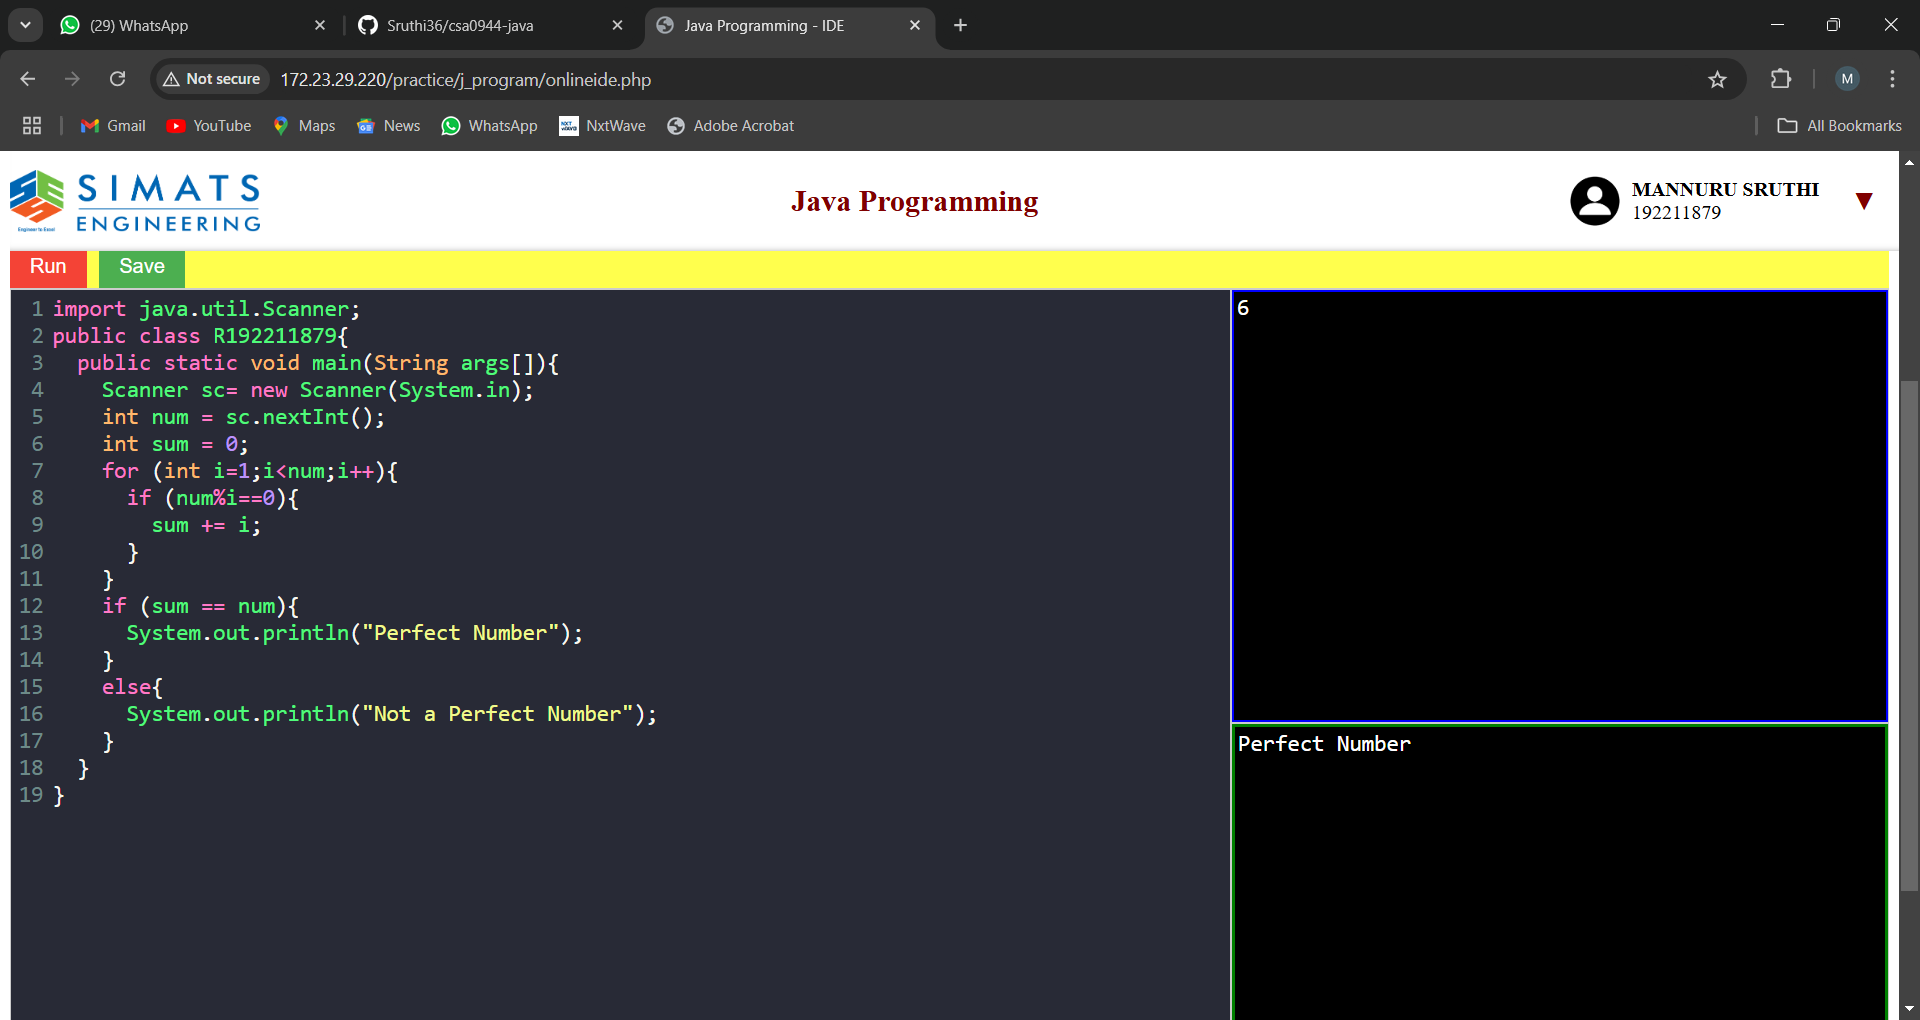 (29) WhatsApp
Sruthi36/csa0944-java
Java Programming - IDE
Not secure 172.23.29.220/practice/j_program/onlineide.php
M
Gmail YouTube Maps News WhatsApp NxtWave Adobe Acrobat All Bookmarks
SIMATS
ENGINEERING
Engineer to Excel
Java Programming
MANNURU SRUTHI
192211879
Run Save
1 import java.util.Scanner;
2 public class R192211879{
3   public static void main(String args[]){
4     Scanner sc= new Scanner(System.in);
5     int num = sc.nextInt();
6     int sum = 0;
7     for (int i=1;i<num;i++){
8       if (num%i==0){
9         sum += i;
10       }
11     }
12     if (sum == num){
13       System.out.println("Perfect Number");
14     }
15     else{
16       System.out.println("Not a Perfect Number");
17     }
18   }
19 }
6
Perfect Number